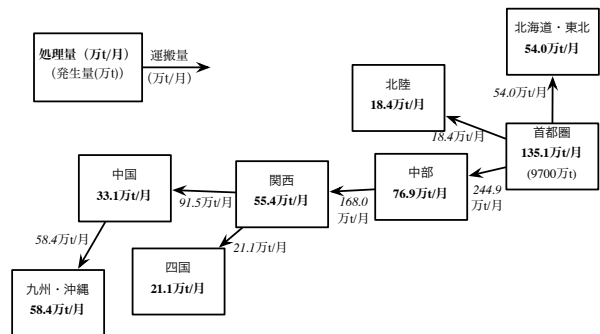 処理量（万t/月）
（発生量(万t)）
運搬量
（万t/月）
北海道・東北
54.0万t/月
54.0万t/月
北陸
18.4万t/月
18.4万t/月
首都圏
135.1万t/月
(9700万t)
244.9
万t/月
中部
76.9万t/月
168.0
万t/月
関西
55.4万t/月
91.5万t/月
中国
33.1万t/月
21.1万t/月
四国
21.1万t/月
58.4万t/月
九州・沖縄
58.4万t/月